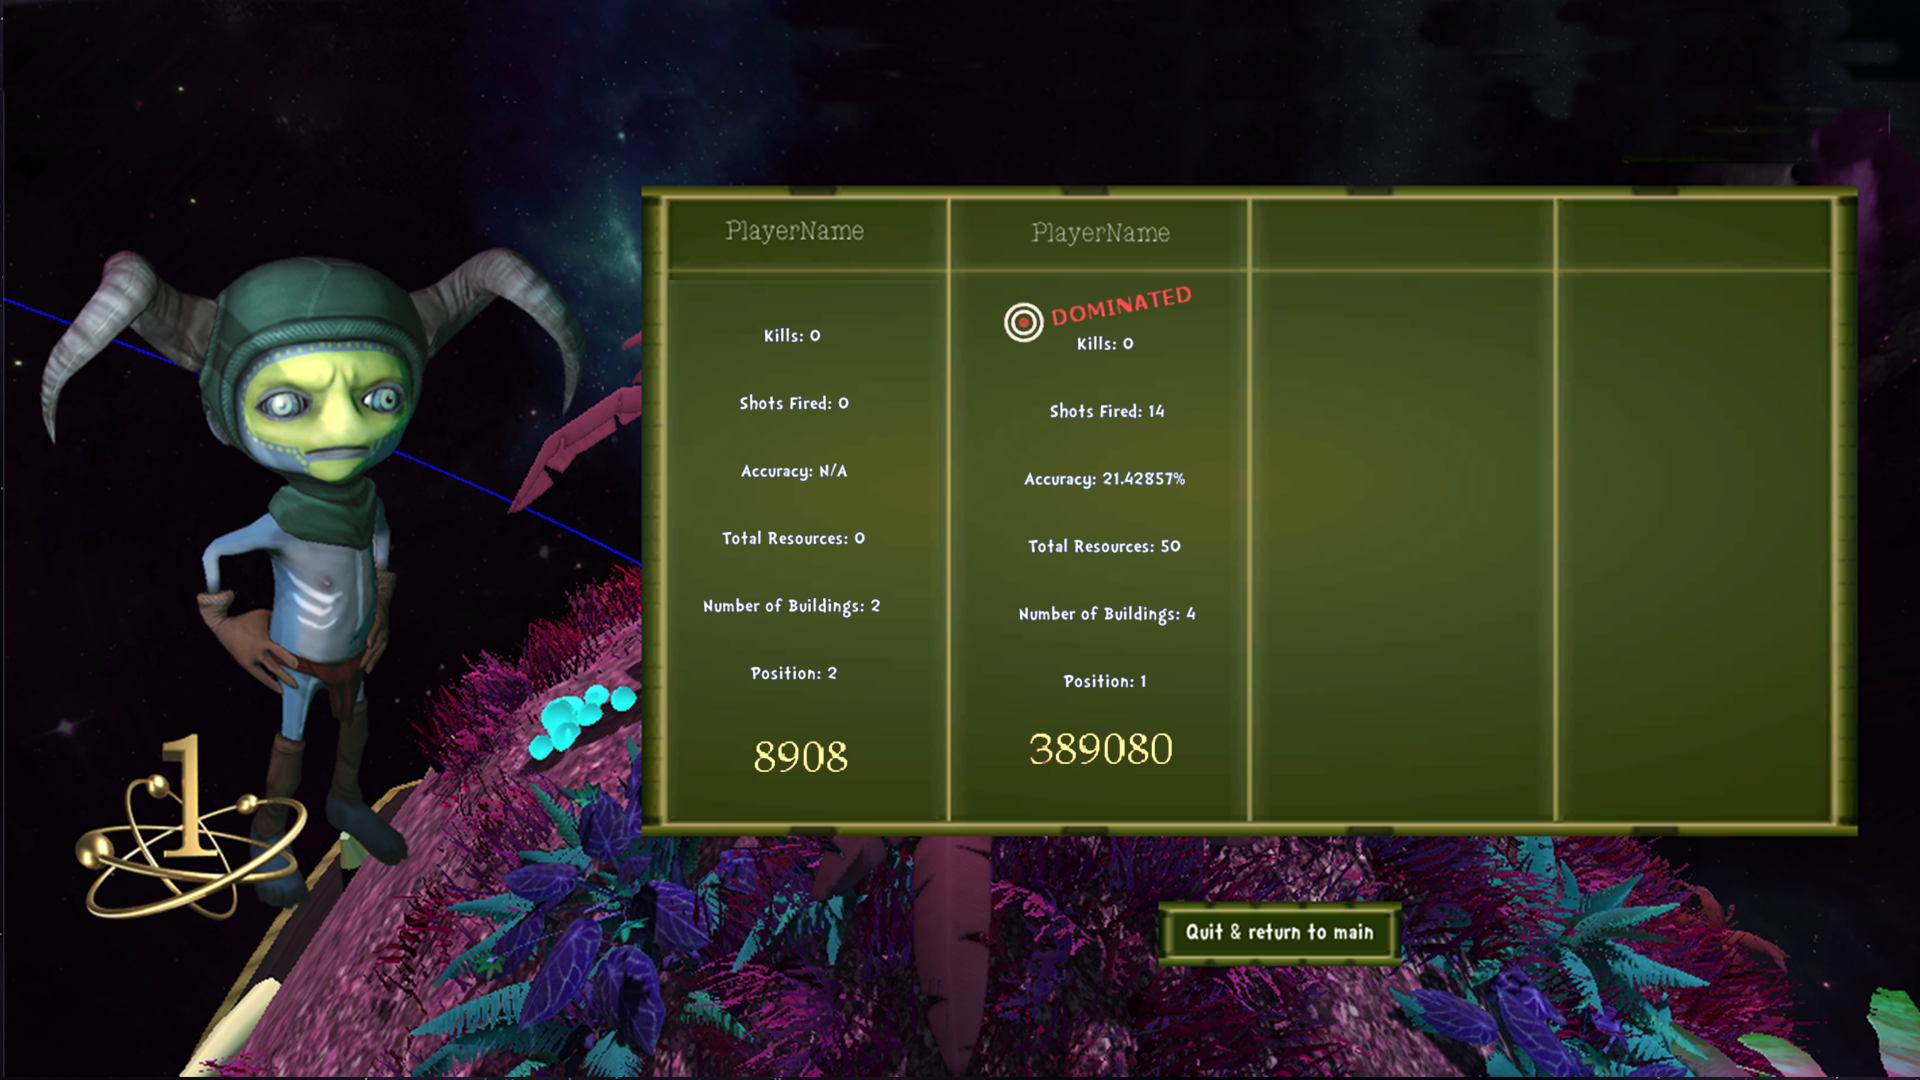 PlayerName
Kills: 0
Shots Fired: 0
Accuracy: N/A
Total Resources: 0
Number of Buildings: 2
Position: 2
8908
PlayerName
DOMINATED
Kills: 0
Shots Fired: 14
Accuracy: 21.42857%
Total Resources: 50
Number of Buildings: 4
Position: 1
389080
1
Quit & return to main